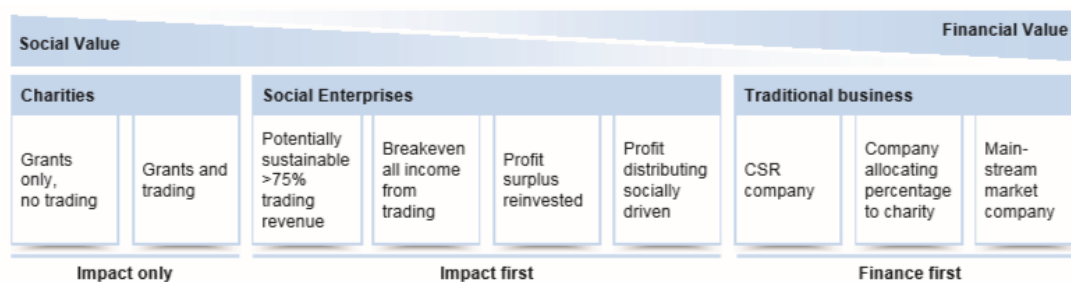 Social Value
Financial Value
Charities
Social Enterprises
Traditional business
Grants
only,
no trading
Grants and
trading
Potentially
sustainable
>75%
trading
revenue
Breakeven
all income
from
trading
Profit
surplus
reinvested
Profit
distributing
socially
driven
CSR
company
Company
allocating
percentage
to charity
Main-
stream
market
company
Impact only
Impact first
Finance first